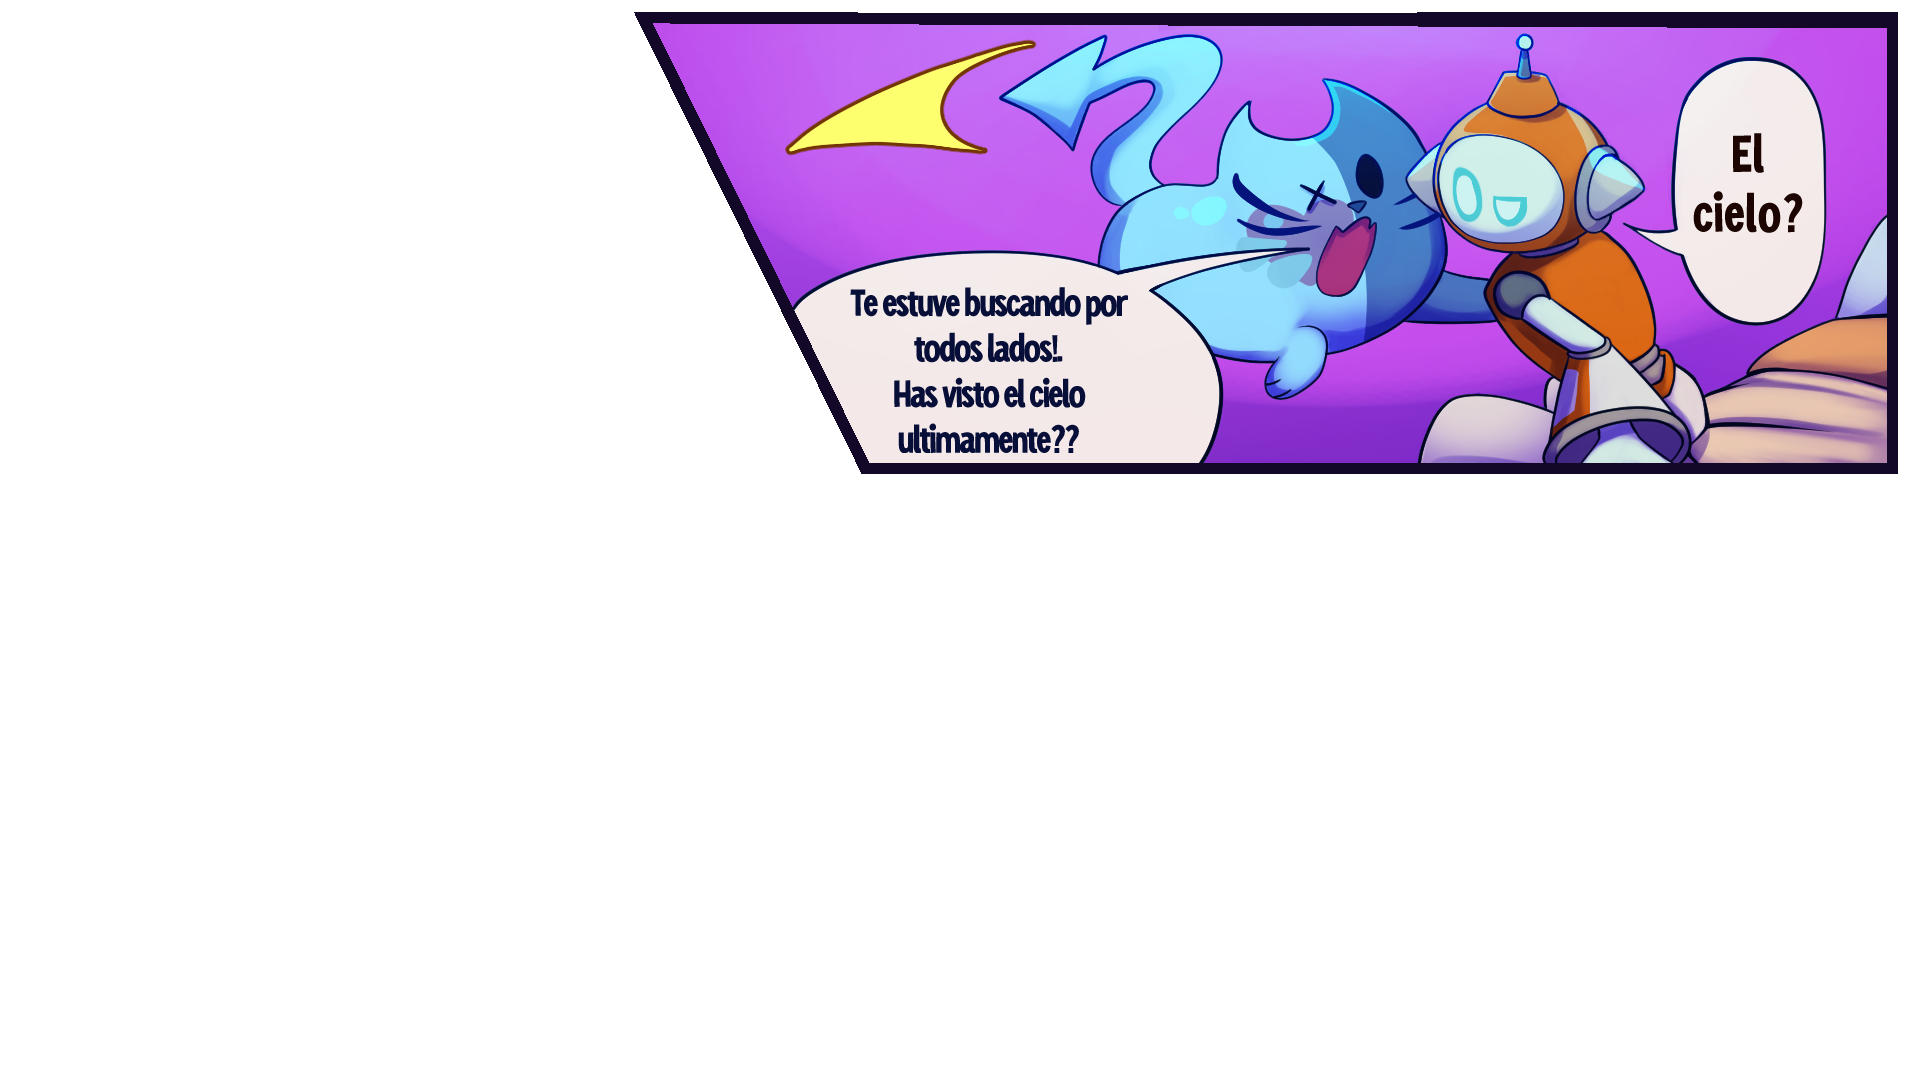 Te estuve buscando por
todos lados!.
Has visto el cielo
ultimamente??
El
cielo?